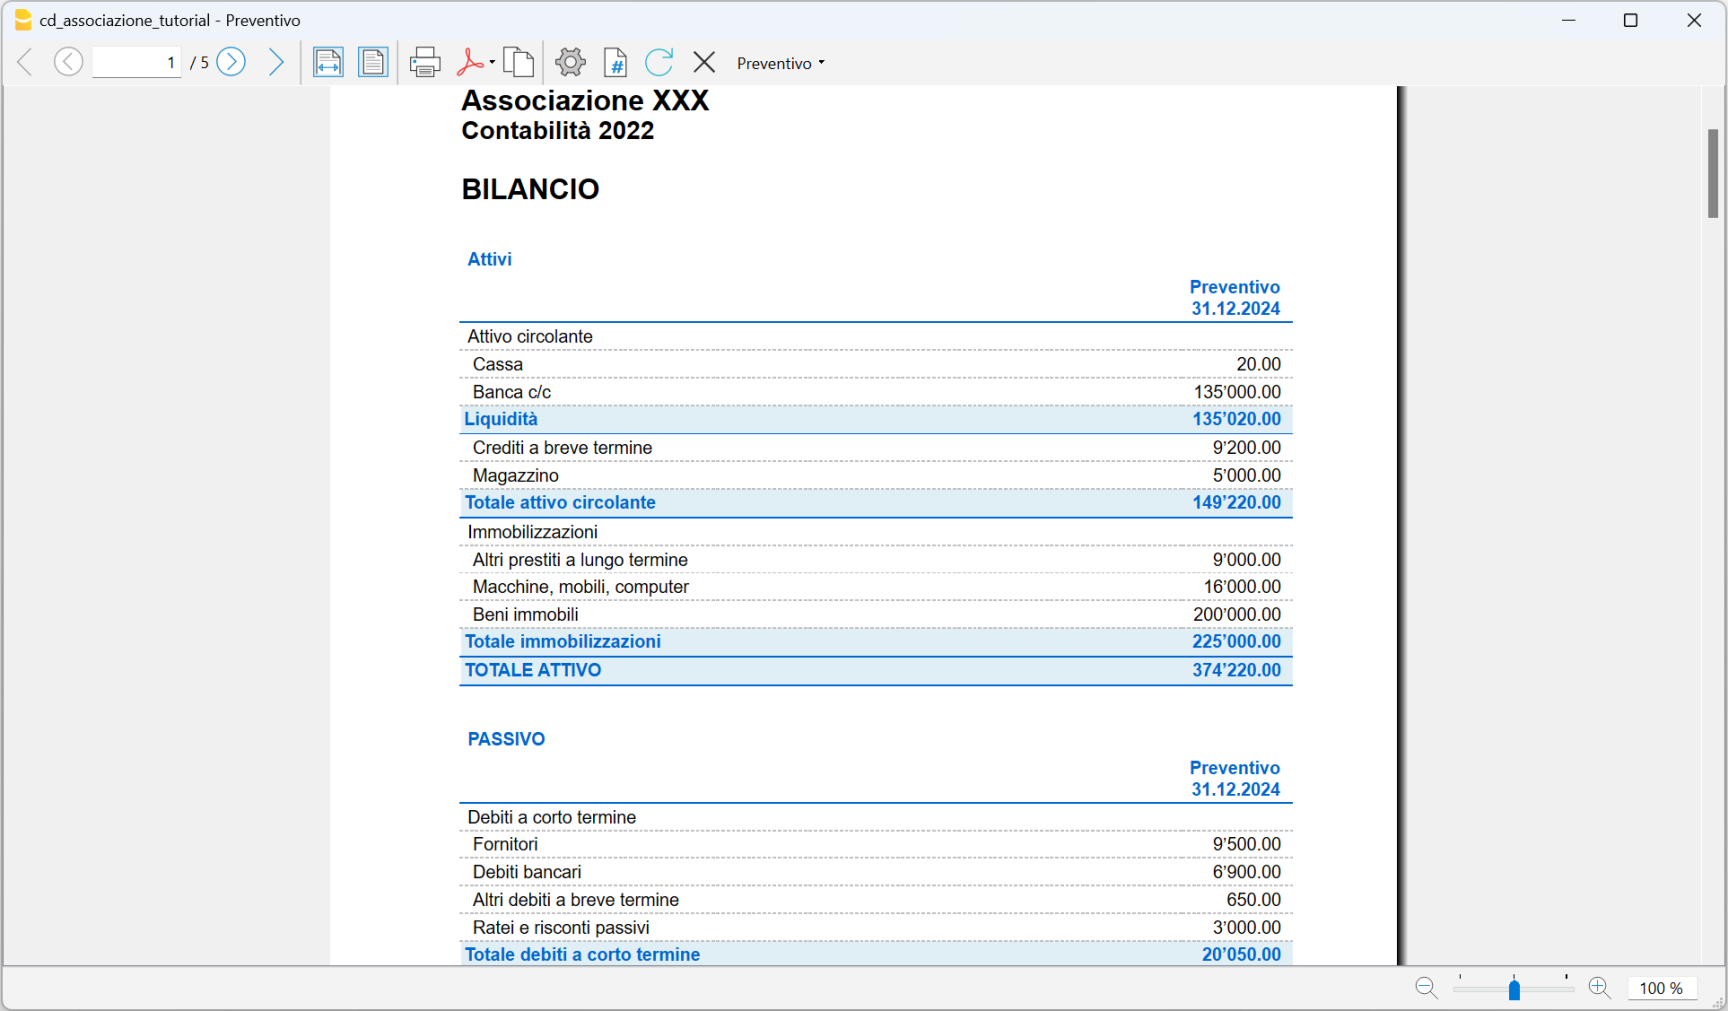 cd_associazione_tutorial - Preventivo
1 / 5 # Preventivo
Associazione XXX
Contabilità 2022
BILANCIO
Attivi
Preventivo
31.12.2024
Attivo circolante
Cassa 20.00
Banca c/c 135’000.00
Liquidità 135’020.00
Crediti a breve termine 9’200.00
Magazzino 5’000.00
Totale attivo circolante 149’220.00
Immobilizzazioni
Altri prestiti a lungo termine 9’000.00
Macchine, mobili, computer 16’000.00
Beni immobili 200’000.00
Totale immobilizzazioni 225’000.00
TOTALE ATTIVO 374’220.00
PASSIVO
Preventivo
31.12.2024
Debiti a corto termine
Fornitori 9’500.00
Debiti bancari 6’900.00
Altri debiti a breve termine 650.00
Ratei e risconti passivi 3’000.00
Totale debiti a corto termine 20’050.00
100 %